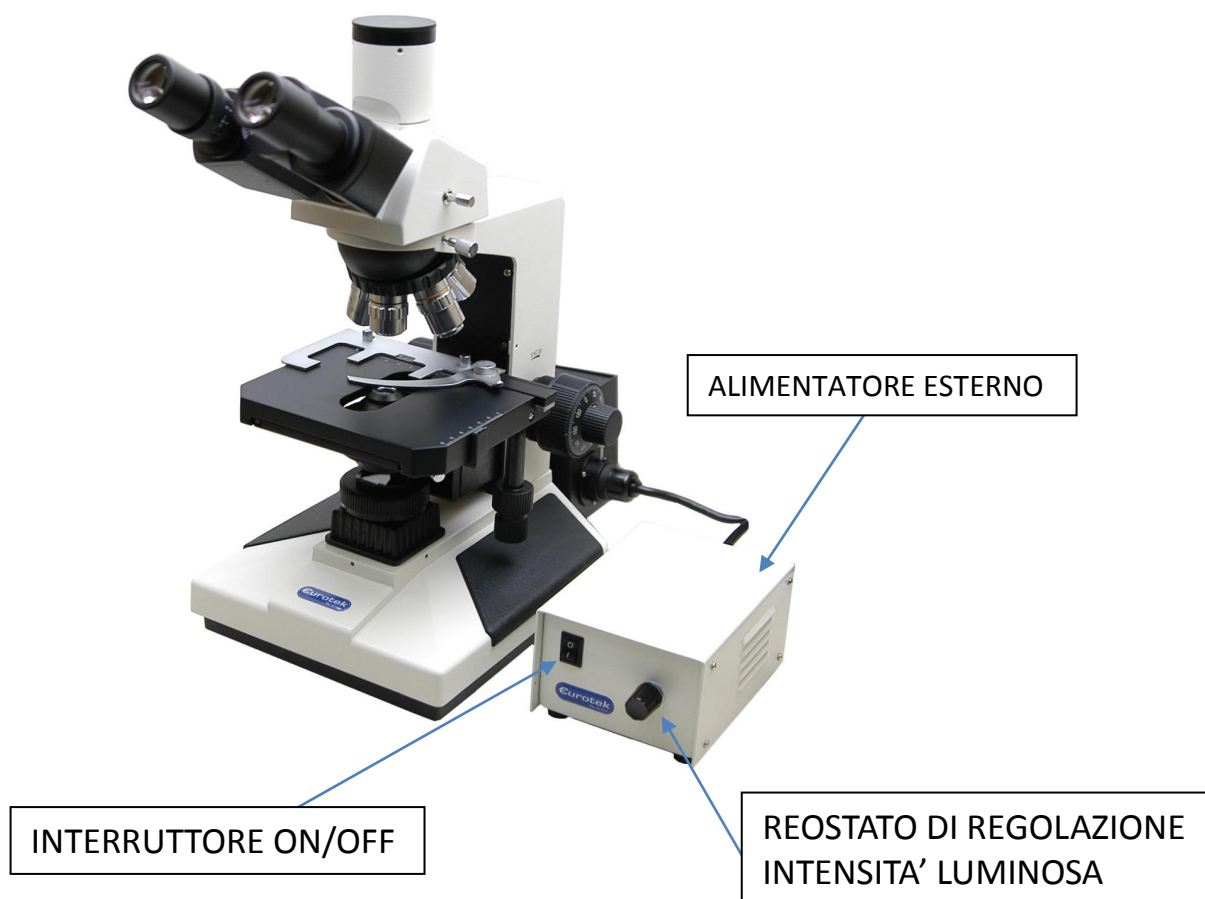 ALIMENTATORE ESTERNO
Eurotek
Eurotek
INTERRUTTORE ON/OFF
REOSTATO DI REGOLAZIONE
INTENSITA’ LUMINOSA